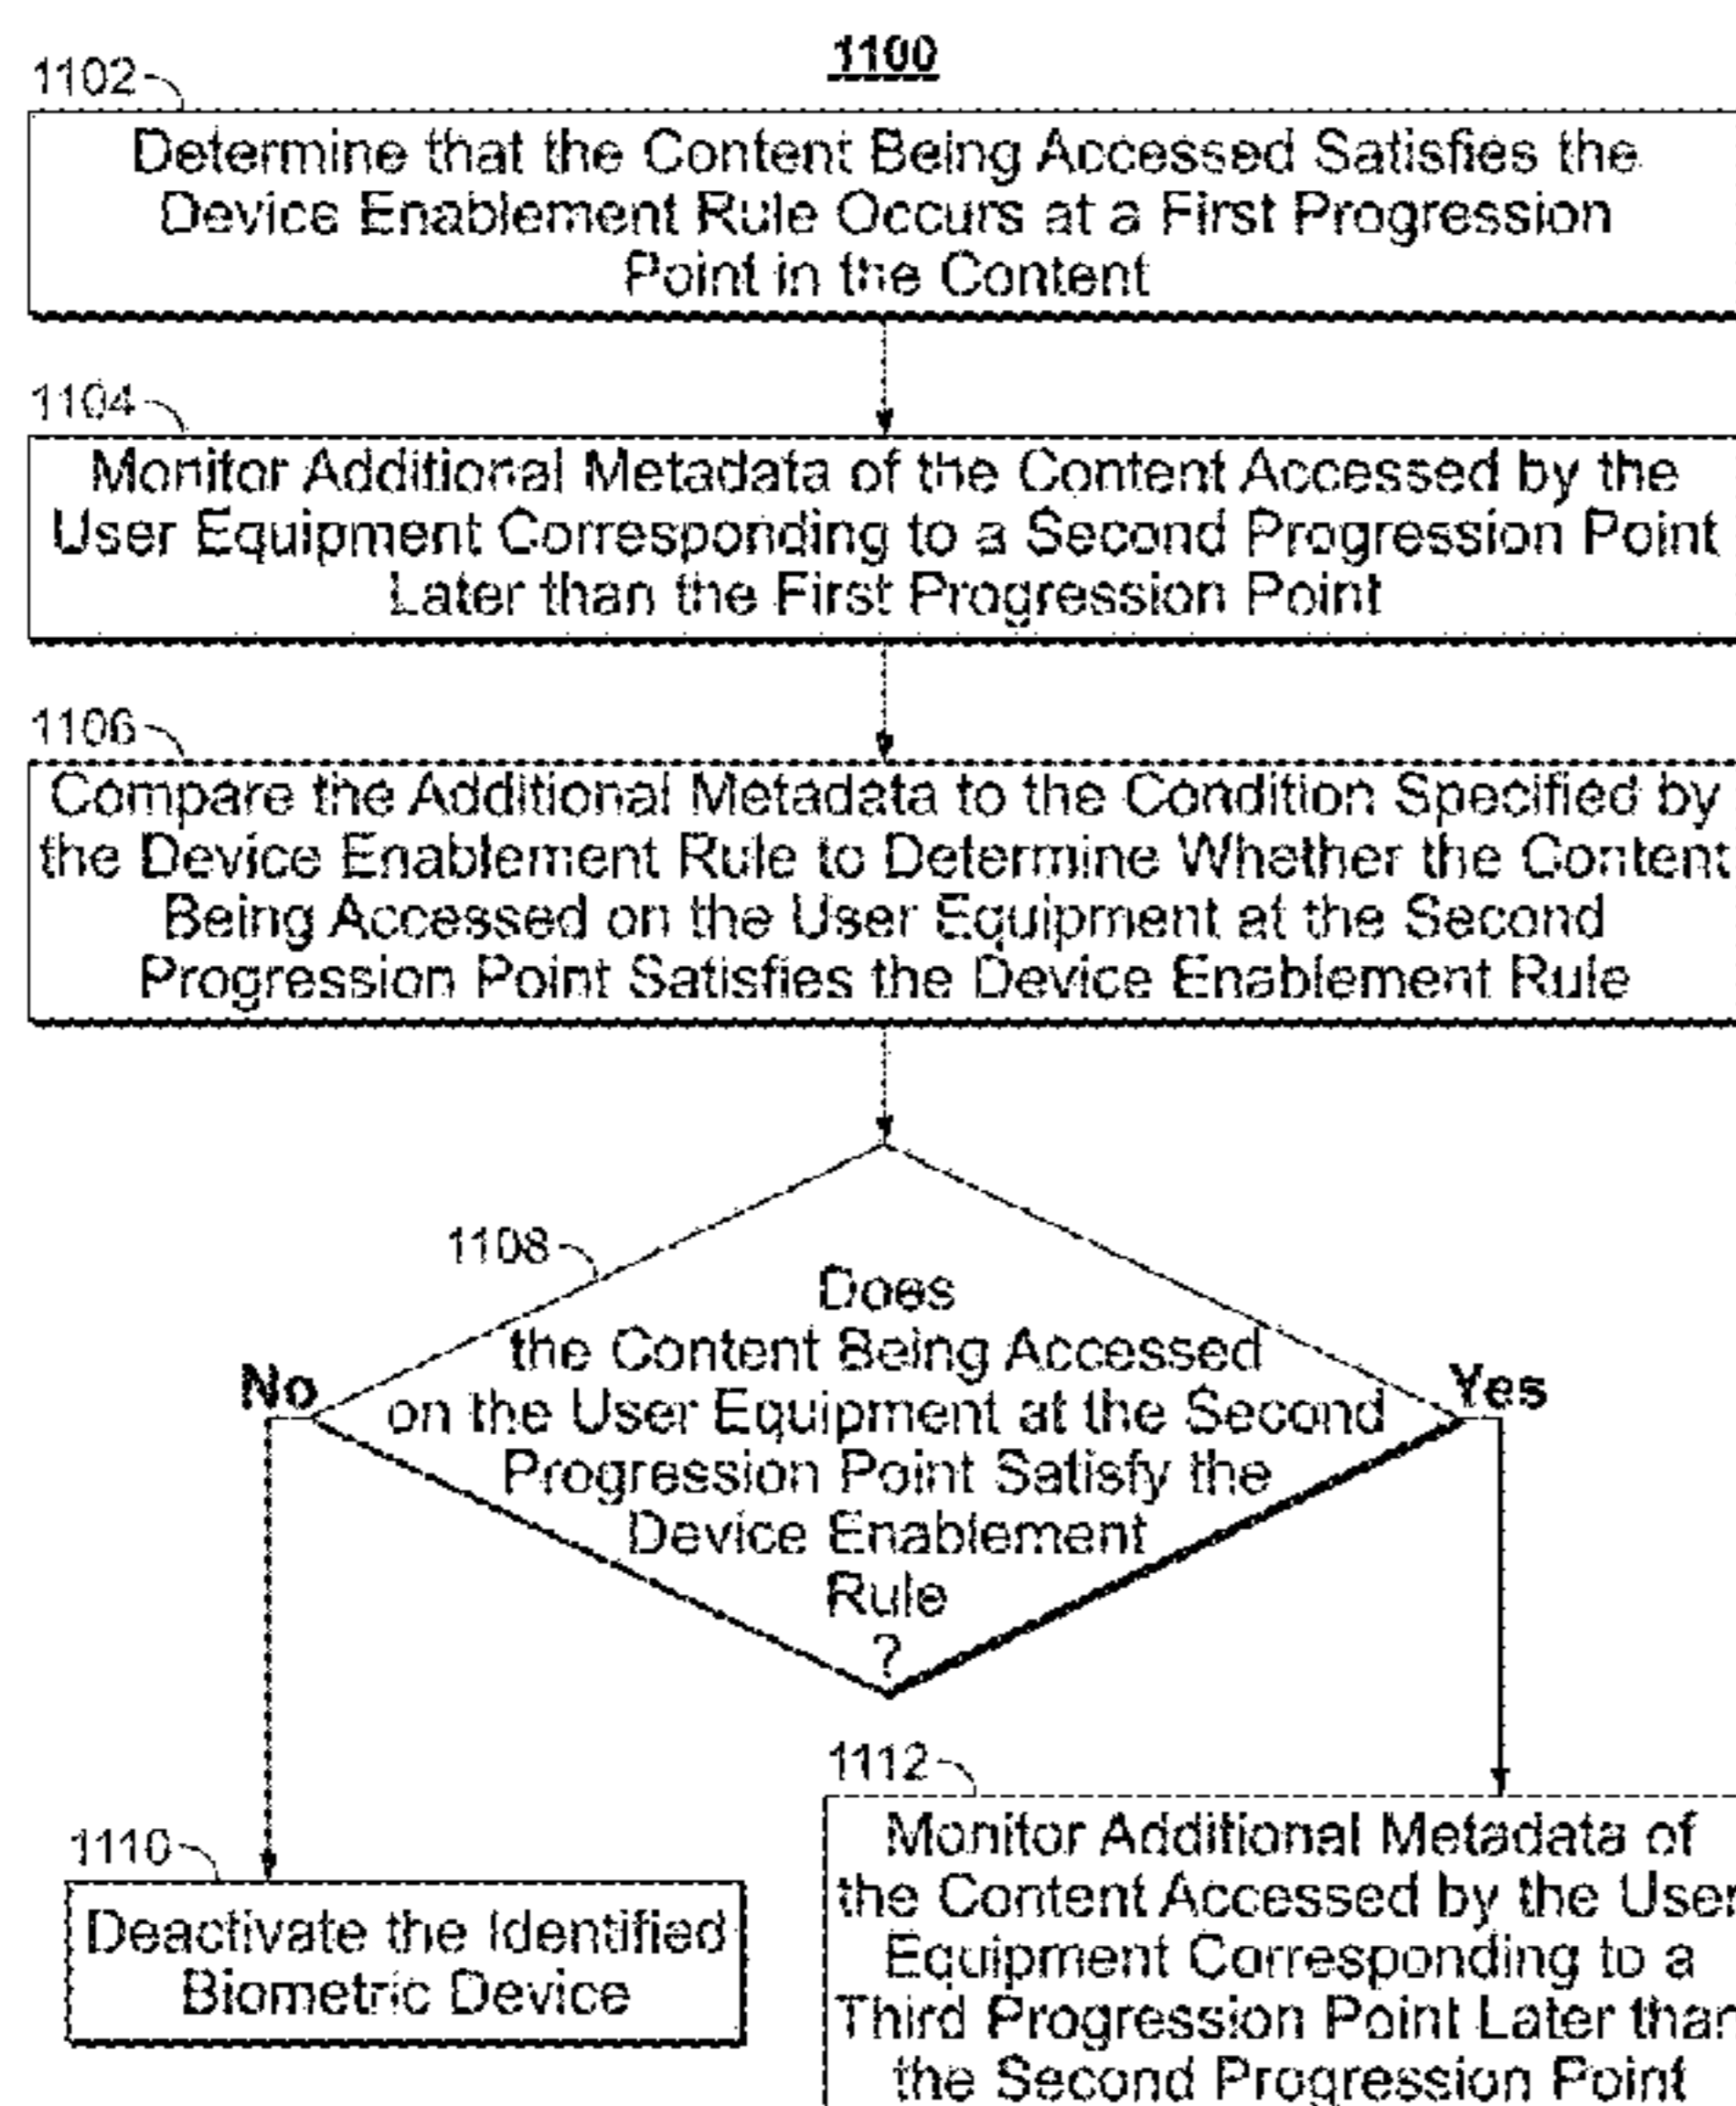 1100
1102
Determine that the Content Being Accessed Satisfies the
Device Enablement Rule Occurs at a First Progression
Point in the Content
1104
Monitor Additional Metadata of the Content Accessed by the
User Equipment Corresponding to a Second Progression Point
Later than the First Progression Point
1106
Compare the Additional Metadata to the Condition Specified by
the Device Enablement Rule to Determine Whether the Content
Being Accessed on the User Equipment at the Second
Progression Point Satisfies the Device Enablement Rule
1108
Does
the Content Being Accessed
on the User Equipment at the Second
Progression Point Satisfy the
Device Enablement
Rule
?
No
Yes
1110
Deactivate the Identified
Biometric Device
1112
Monitor Additional Metadata of
the Content Accessed by the User
Equipment Corresponding to a
Third Progression Point Later than
the Second Progression Point